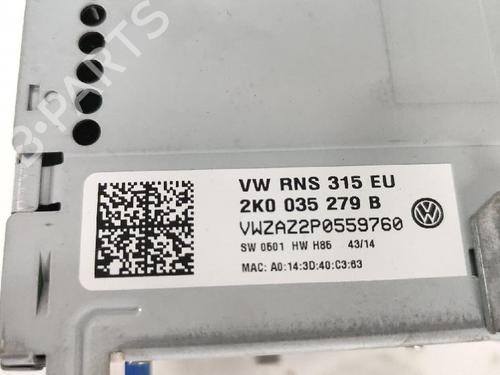 B-PARTS
VW RNS 315 EU
2K0 035 279 B
VWZAZ2P0559760
SW 0501 HW H85 43/14
MAC: A0:14:3D:40:C3:63